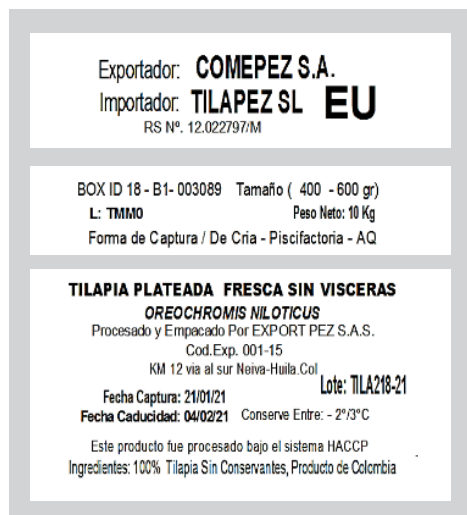 Exportador: COMEPEZ S.A.
Importador: TILAPEZ SL EU
RS Nº. 12.022797/M
BOX ID 18 - B1- 003089 Tamaño ( 400 - 600 gr)
L: TMM0 Peso Neto: 10 Kg
Forma de Captura / De Cria - Piscifactoria - AQ
TILAPIA PLATEADA FRESCA SIN VISCERAS
OREOCHROMIS NILOTICUS
Procesado y Empacado Por EXPORT PEZ S.A.S.
Cod.Exp. 001-15
KM 12 via al sur Neiva-Huila.Col
Lote: TILA218-21
Fecha Captura: 21/01/21
Fecha Caducidad: 04/02/21 Conserve Entre: - 2°/3°C
Este producto fue procesado bajo el sistema HACCP
Ingredientes: 100% Tilapia Sin Conservantes, Producto de Colombia